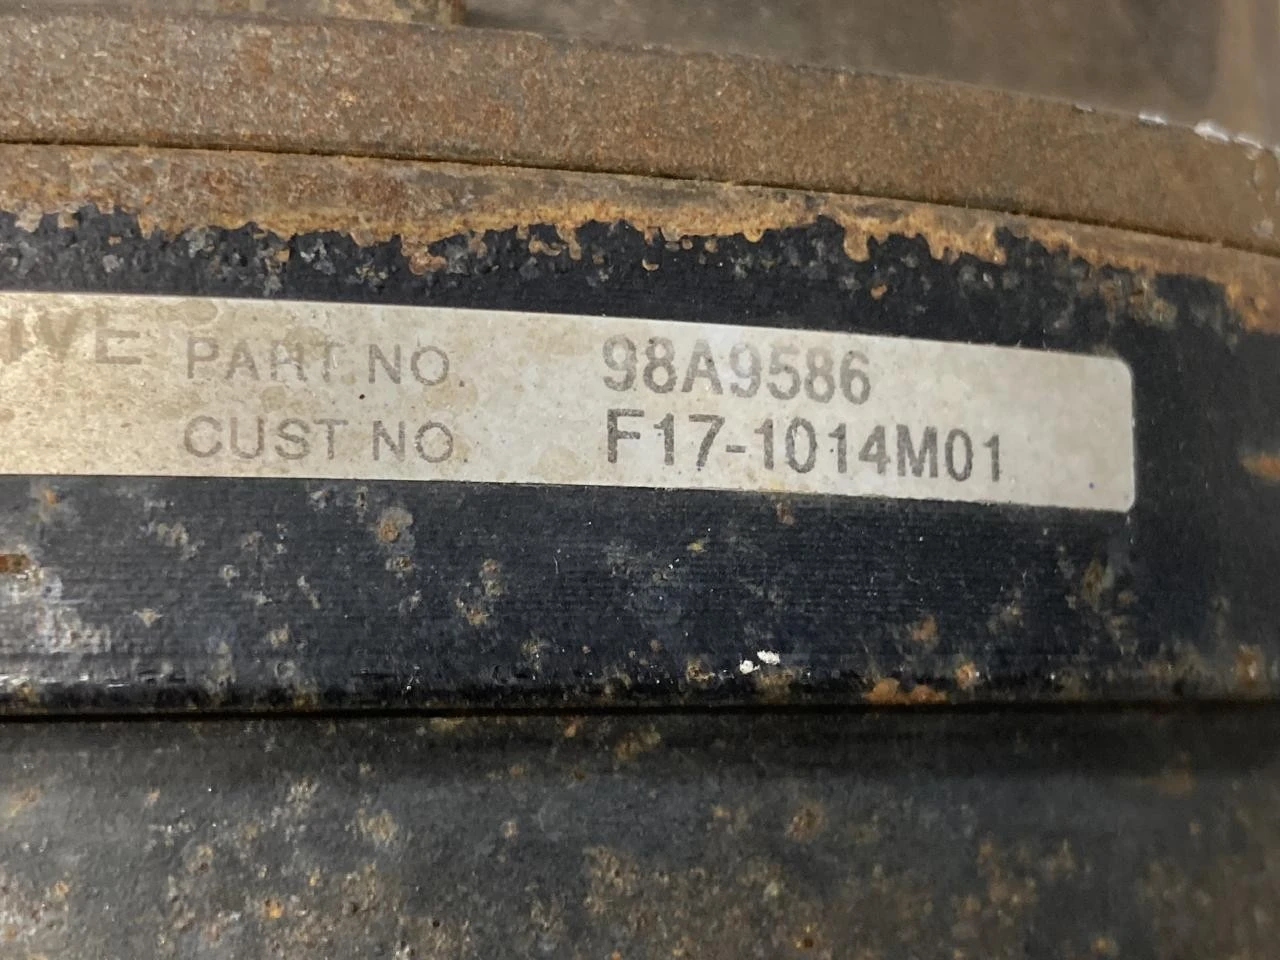 IVE PART NO. 98A9586
CUST NO. F17-1014M01